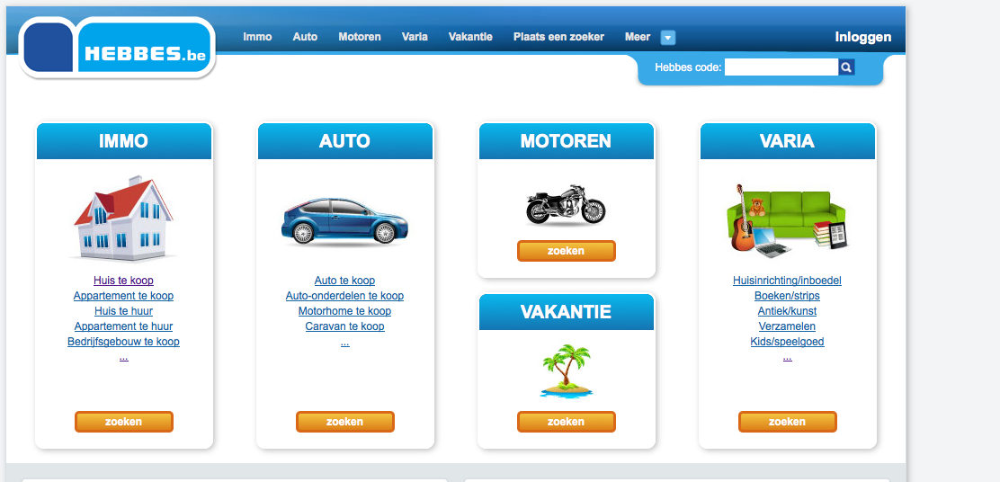 HEBBES.be
Immo Auto Motoren Varia Vakantie Plaats een zoeker Meer
Inloggen
Hebbes code:
IMMO
Huis te koop
Appartement te koop
Huis te huur
Appartement te huur
Bedrijfsgebouw te koop
...
zoeken
AUTO
Auto te koop
Auto-onderdelen te koop
Motorhome te koop
Caravan te koop
...
zoeken
MOTOREN
zoeken
VAKANTIE
zoeken
VARIA
Huisinrichting/inboedel
Boeken/strips
Antiek/kunst
Verzamelen
Kids/speelgoed
...
zoeken